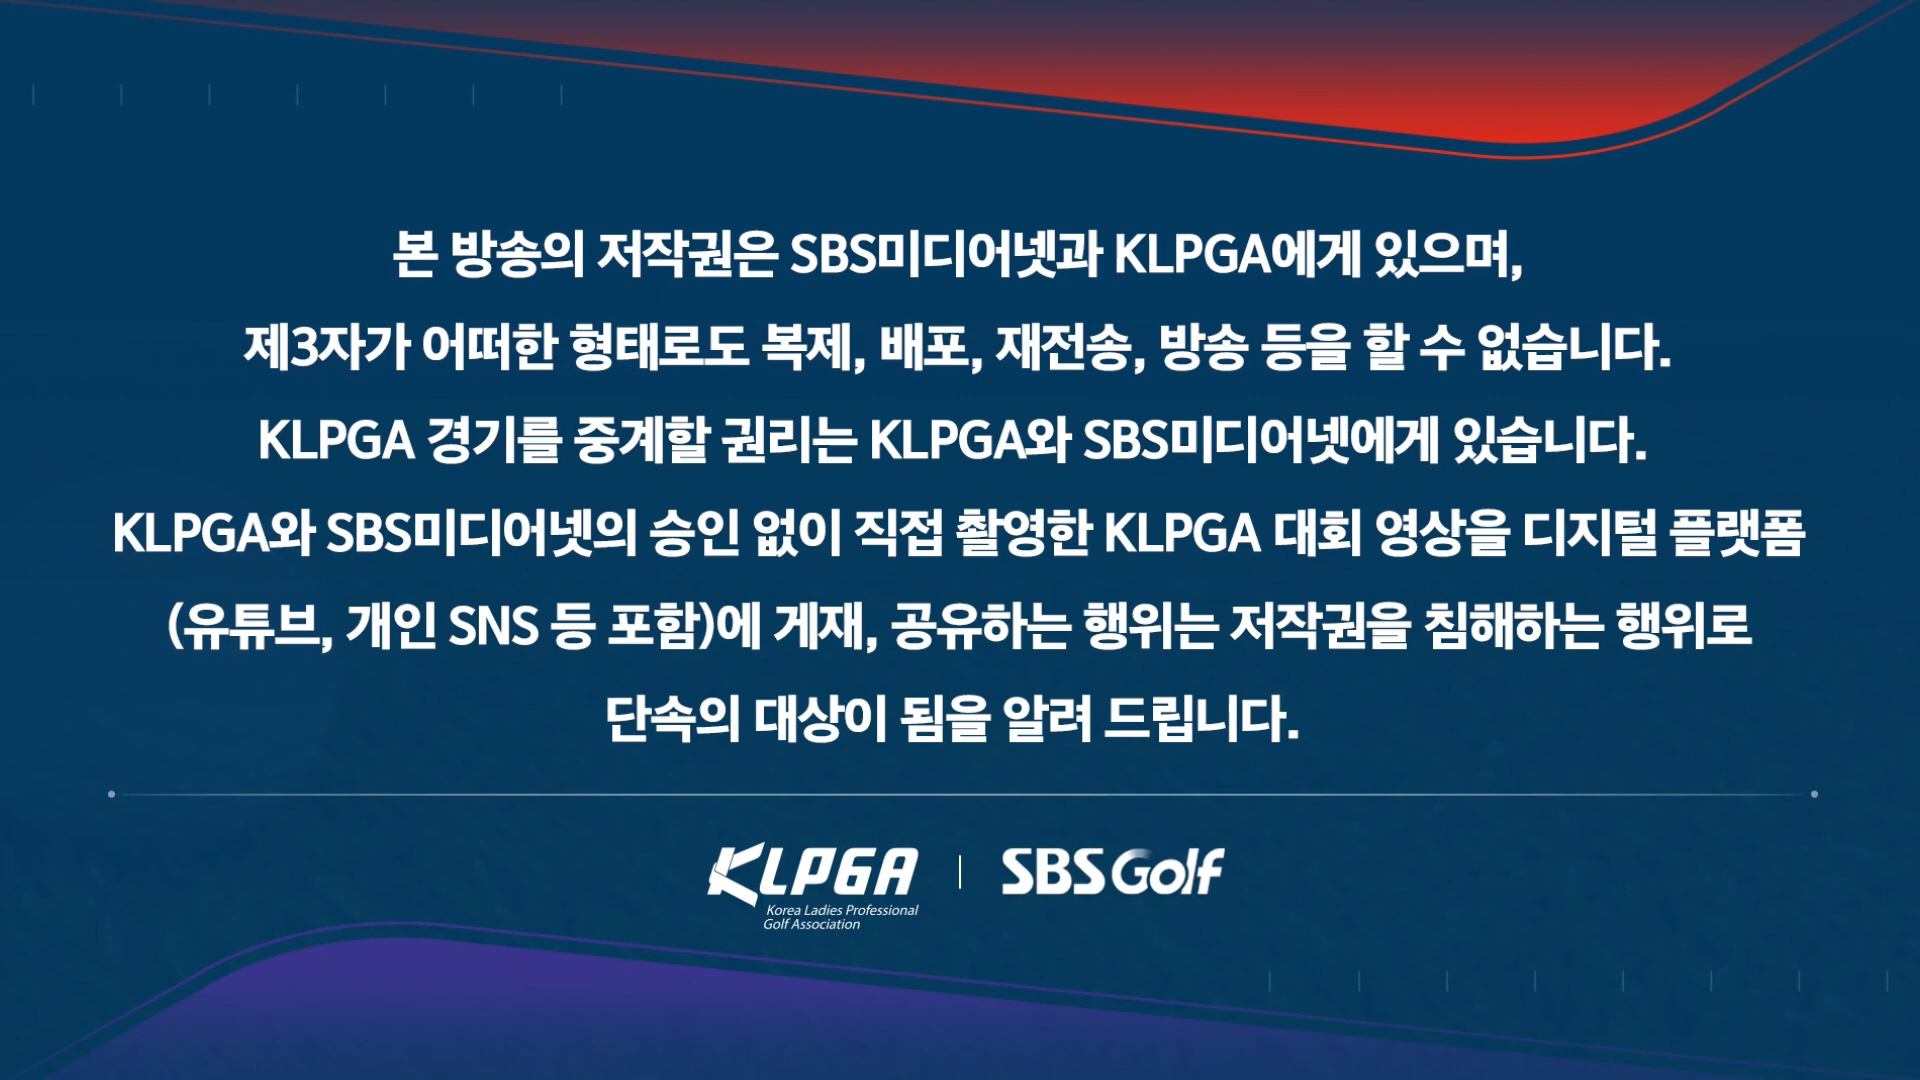 본 방송의 저작권은 SBS미디어넷과 KLPGA에게 있으며,
제3자가 어떠한 형태로도 복제, 배포, 재전송, 방송 등을 할 수 없습니다.
KLPGA 경기를 중계할 권리는 KLPGA와 SBS미디어넷에게 있습니다.
KLPGA와 SBS미디어넷의 승인 없이 직접 촬영한 KLPGA 대회 영상을 디지털 플랫폼
(유튜브, 개인 SNS 등 포함)에 게재, 공유하는 행위는 저작권을 침해하는 행위로
단속의 대상이 됨을 알려 드립니다.
KLPGA
Korea Ladies Professional
Golf Association
SBS Golf